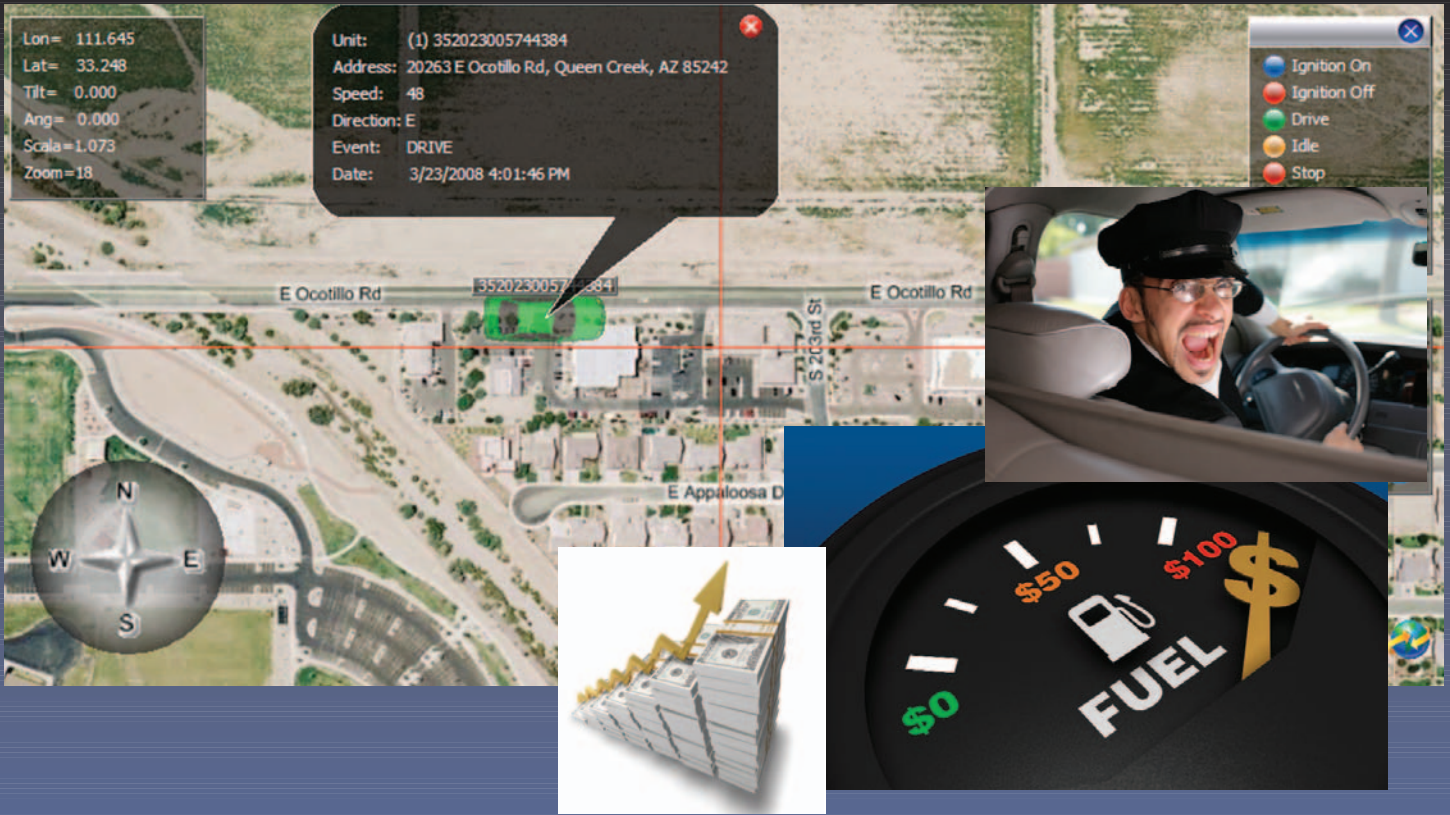 Lon= 111.645
Lat= 33.248
Tilt= 0.000
Ang= 0.000
Scala=1.073
Zoom=18
Unit: (1) 352023005744384
Address: 20263 E Ocotillo Rd, Queen Creek, AZ 85242
Speed: 48
Direction: E
Event: DRIVE
Date: 3/23/2008 4:01:46 PM
Ignition On
Ignition Off
Drive
Idle
Stop
352023005744384
E Ocotillo Rd
E Ocotillo Rd
S 203rd St
E Appaloosa D
N
W
E
S
$0
$50
$100
$
FUEL